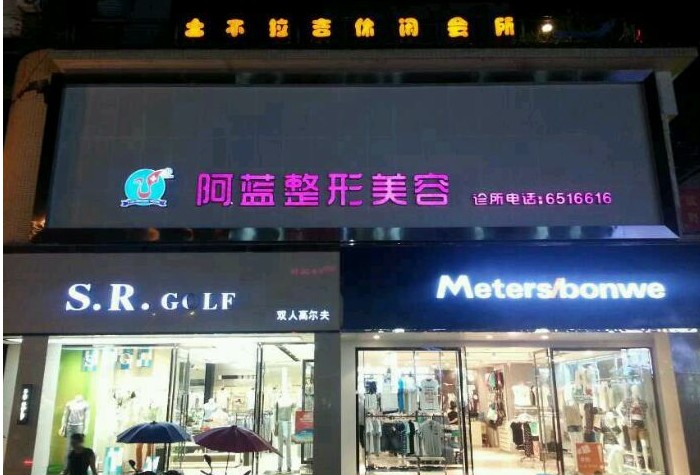 土不拉吉休闲会所
阿蓝整形美容 诊所电话:6516616
S.R. GOLF
双人高尔夫
Meters/bonwe